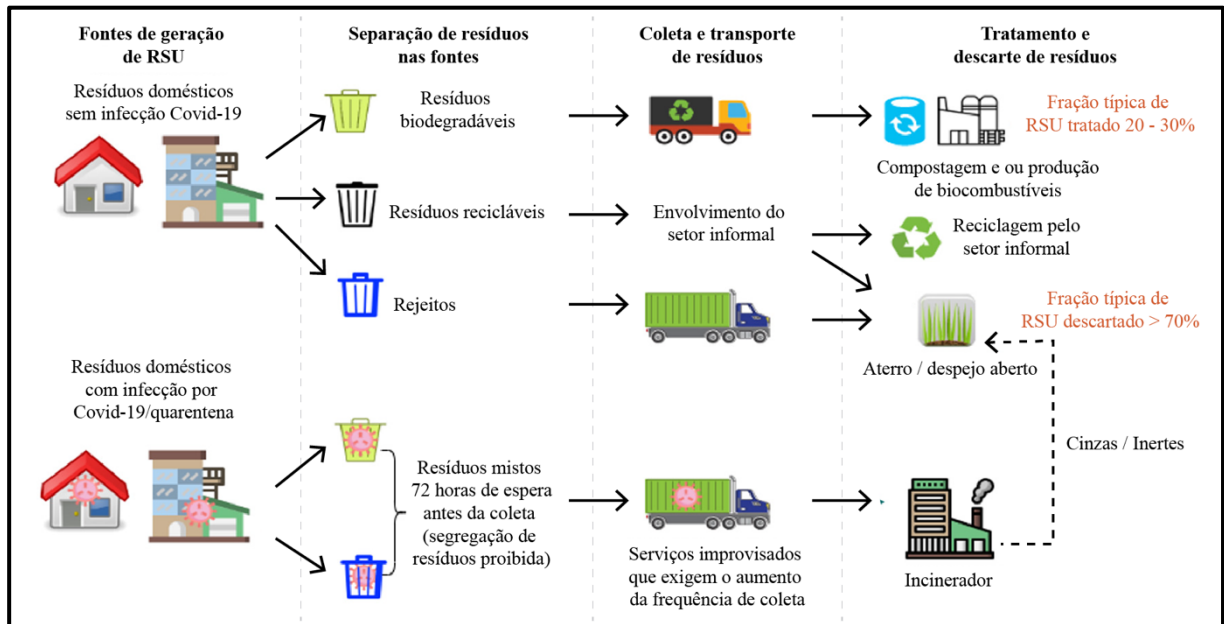 Fontes de geração
de RSU
Separação de resíduos
nas fontes
Coleta e transporte
de resíduos
Tratamento e
descarte de resíduos
Resíduos domésticos
sem infecção Covid-19
Resíduos
biodegradáveis
Fração típica de
RSU tratado 20 - 30%
Compostagem e ou produção
de biocombustíveis
Resíduos recicláveis
Envolvimento do
setor informal
Reciclagem pelo
setor informal
Rejeitos
Fração típica de
RSU descartado > 70%
Aterro / despejo aberto
Resíduos domésticos
com infecção por
Covid-19/quarentena
Resíduos mistos
72 horas de espera
antes da coleta
(segregação de
resíduos proibida)
Serviços improvisados
que exigem o aumento
da frequência de coleta
Cinzas / Inertes
Incinerador